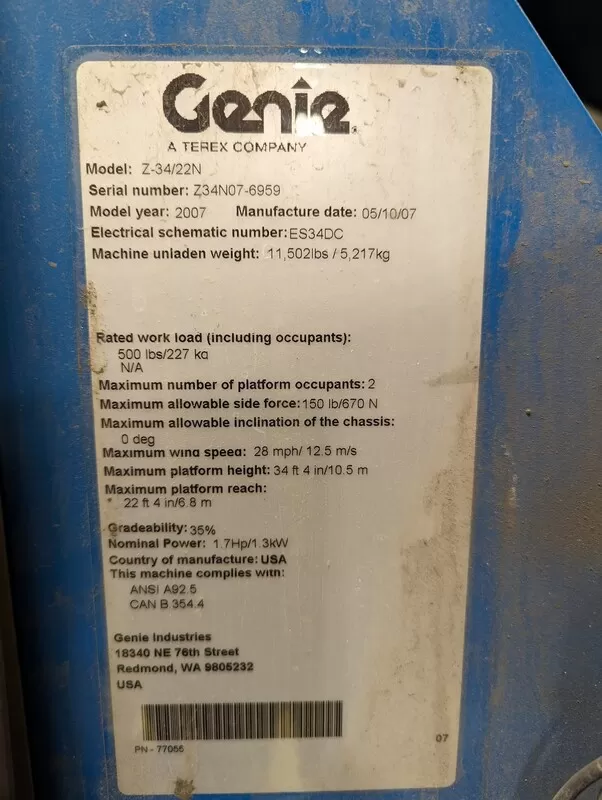 Genie
A TEREX COMPANY
Model: Z-34/22N
Serial number: Z34N07-6959
Model year: 2007 Manufacture date: 05/10/07
Electrical schematic number: ES34DC
Machine unladen weight: 11,502lbs / 5,217kg
Rated work load (including occupants):
500 lbs/227 kg
N/A
Maximum number of platform occupants: 2
Maximum allowable side force: 150 lb/670 N
Maximum allowable inclination of the chassis:
0 deg
Maximum wind speed: 28 mph/ 12.5 m/s
Maximum platform height: 34 ft 4 in/10.5 m
Maximum platform reach:
22 ft 4 in/6.8 m
Gradeability: 35%
Nominal Power: 1.7Hp/1.3kW
Country of manufacture: USA
This machine complies with:
ANSI A92.5
CAN B.354.4
Genie Industries
18340 NE 76th Street
Redmond, WA 9805232
USA
PN - 77055
07